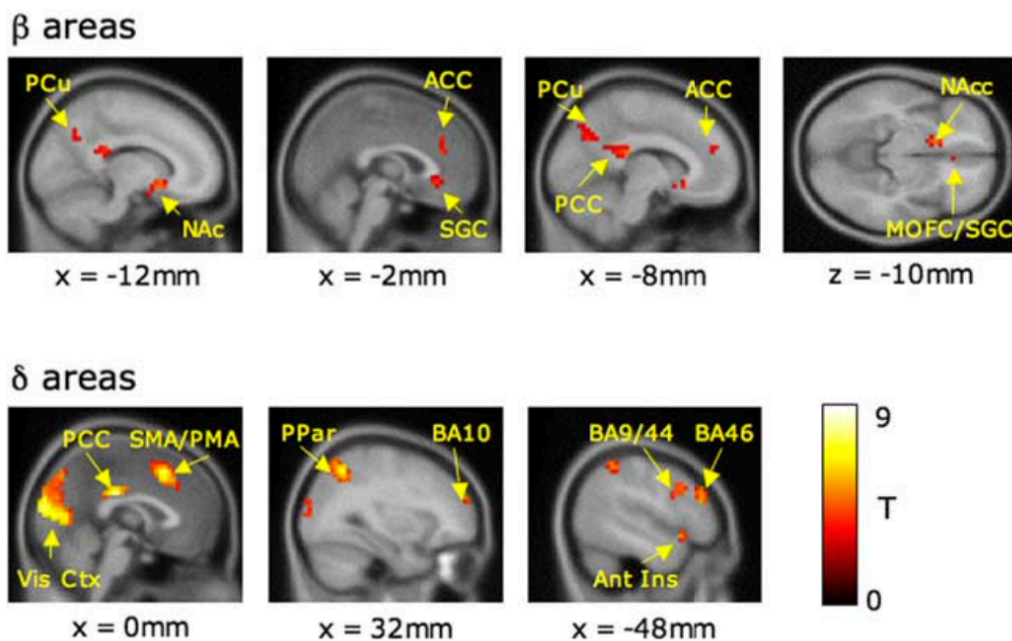 β areas
PCu
NAc
x = -12mm
ACC
SGC
x = -2mm
PCu
ACC
PCC
x = -8mm
NAcc
MOFC/SGC
z = -10mm
δ areas
PCC SMA/PMA
Vis Ctx
x = 0mm
PPar
BA10
x = 32mm
BA9/44 BA46
Ant Ins
x = -48mm
9
T
0